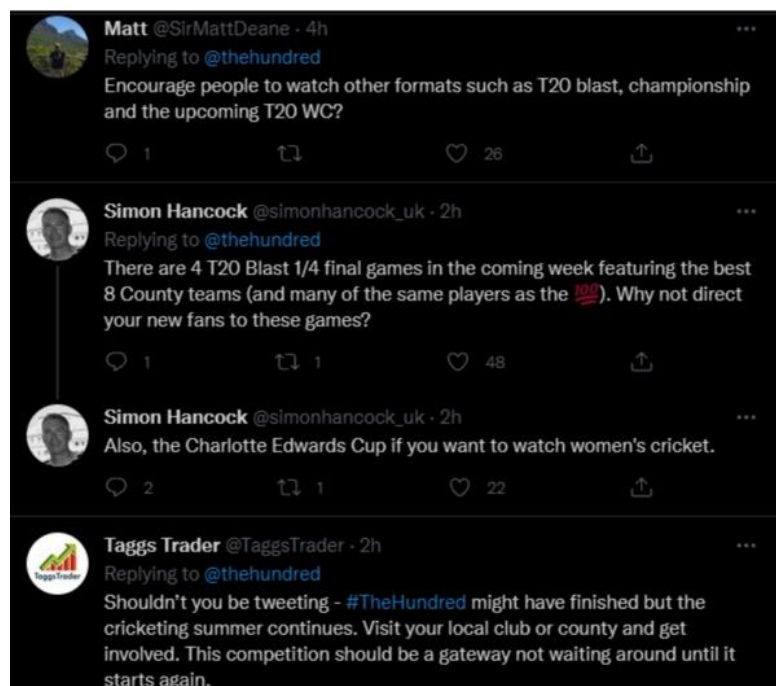 Matt @SirMattDeane · 4h
Replying to @thehundred
Encourage people to watch other formats such as T20 blast, championship
and the upcoming T20 WC?
1 26
Simon Hancock @simonhancock_uk · 2h
Replying to @thehundred
There are 4 T20 Blast 1/4 final games in the coming week featuring the best
8 County teams (and many of the same players as the 💯). Why not direct
your new fans to these games?
1 1 48
Simon Hancock @simonhancock_uk · 2h
Also, the Charlotte Edwards Cup if you want to watch women's cricket.
2 1 22
TaggsTrader
Taggs Trader @TaggsTrader · 2h
Replying to @thehundred
Shouldn't you be tweeting - #TheHundred might have finished but the
cricketing summer continues. Visit your local club or county and get
involved. This competition should be a gateway not waiting around until it
starts again.